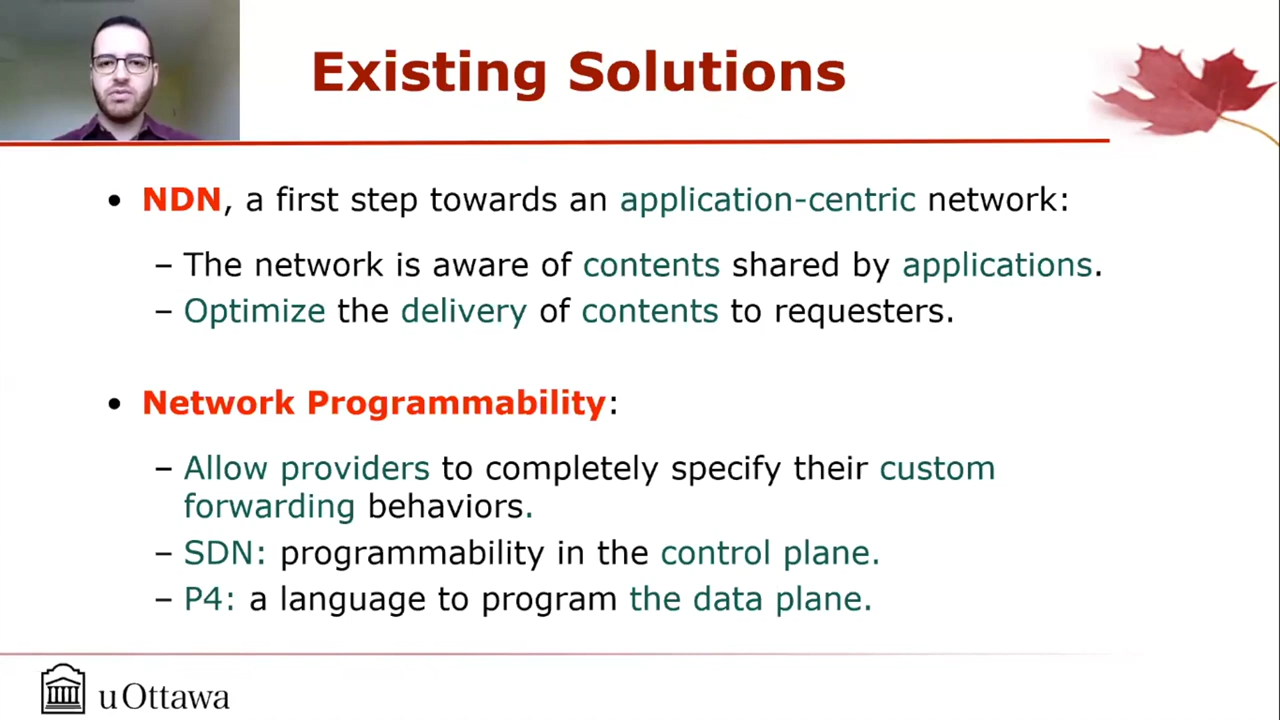 Existing Solutions
• NDN, a first step towards an application-centric network:
– The network is aware of contents shared by applications.
– Optimize the delivery of contents to requesters.
• Network Programmability:
– Allow providers to completely specify their custom
forwarding behaviors.
– SDN: programmability in the control plane.
– P4: a language to program the data plane.
uOttawa